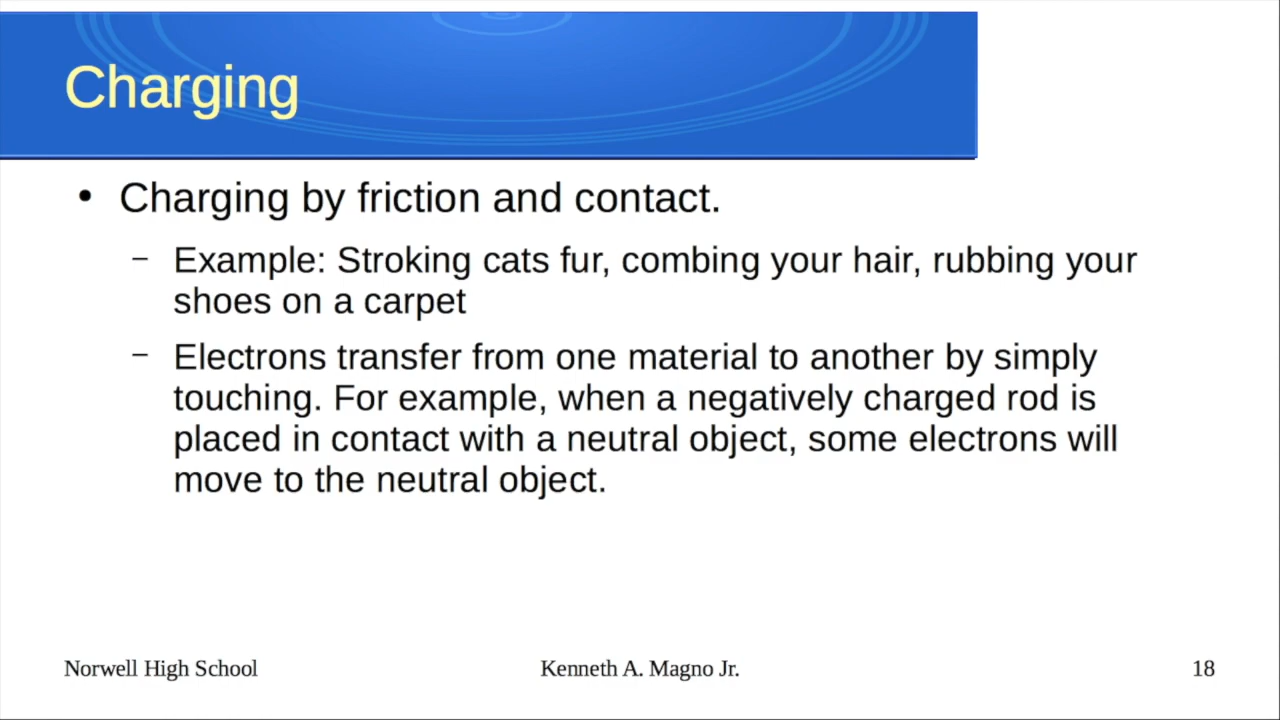 Charging
• Charging by friction and contact.
– Example: Stroking cats fur, combing your hair, rubbing your
shoes on a carpet
– Electrons transfer from one material to another by simply
touching. For example, when a negatively charged rod is
placed in contact with a neutral object, some electrons will
move to the neutral object.
Norwell High School
Kenneth A. Magno Jr.
18